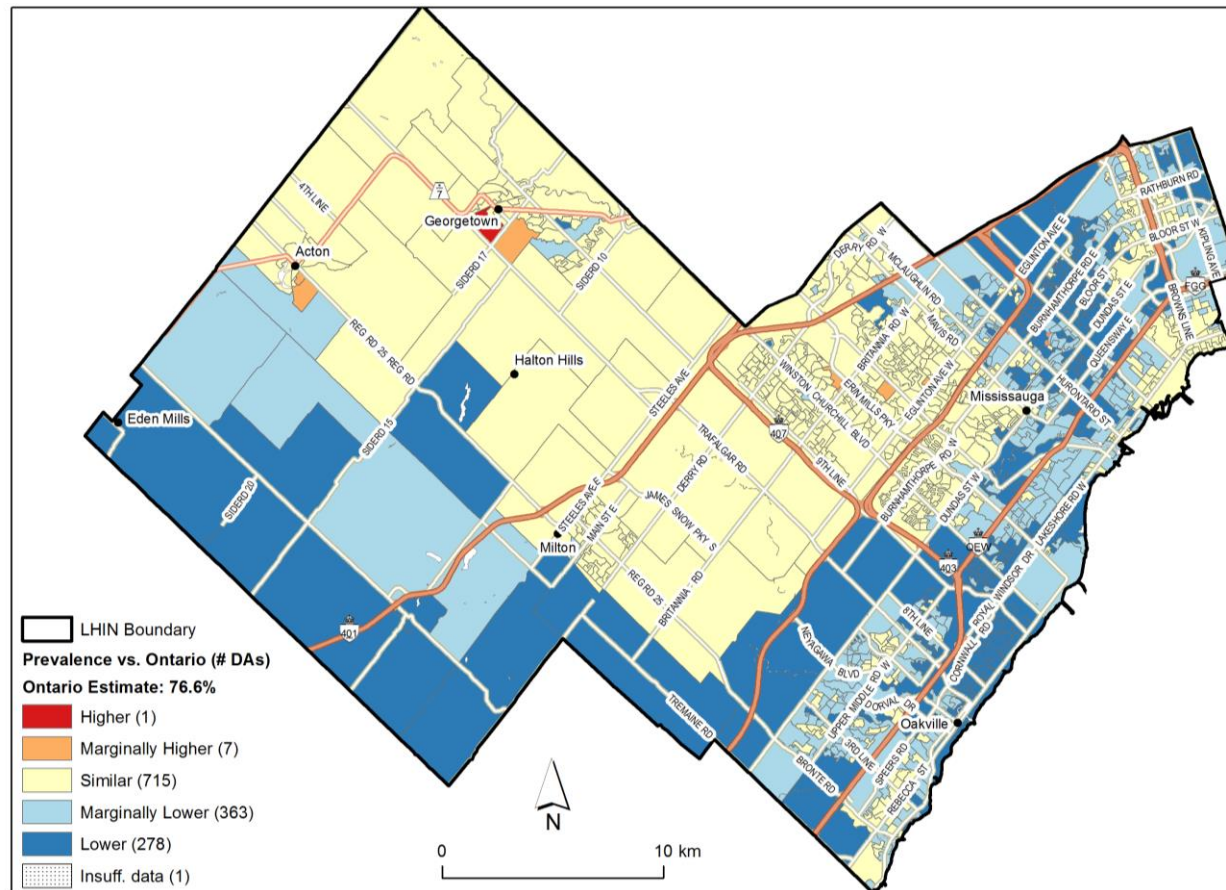 4TH LINE
7
Georgetown
Acton
SIDERD 17
SIDERD 10
REG RD 25 REG RD
Halton Hills
Eden Mills
SIDERD 15
SIDERD 20
STEELES AVE
STEELES AVE E
MAIN ST E
Milton
DERRY RD
TRAFALGAR RD
JAMES SNOW PKY S
REG RD 25
BRITANNIA RD
401
407
9TH LINE
WINSTON CHURCHILL BLVD
ERIN MILLS PKY
BRITANNIA RD W
DERRY RD W
MCLAUGHLIN RD
MAVIS RD
EGLINTON AVE W
EGLINTON AVE E
BURNHAMTHORPE RD E
BLOOR ST
DUNDAS ST E
QUEENSWAY E
RATHBURN RD
BLOOR ST W
KIPLING AVE
FGG
BROWNS LINE
HURONTARIO ST
Mississauga
BURNHAMTHORPE RD W
DUNDAS ST W
LAKESHORE RD W
QEW
403
ROYAL WINDSOR DR
CORNWALL RD
8TH LINE
NEYAGAWA BLVD
UPPER MIDDLE RD W
DORVAL DR
Oakville
3RD LINE
SPEERS RD
REBECCA ST
BRONTE RD
TREMAINE RD
LHIN Boundary
Prevalence vs. Ontario (# DAs)
Ontario Estimate: 76.6%
Higher (1)
Marginally Higher (7)
Similar (715)
Marginally Lower (363)
Lower (278)
Insuff. data (1)
N
0 10 km